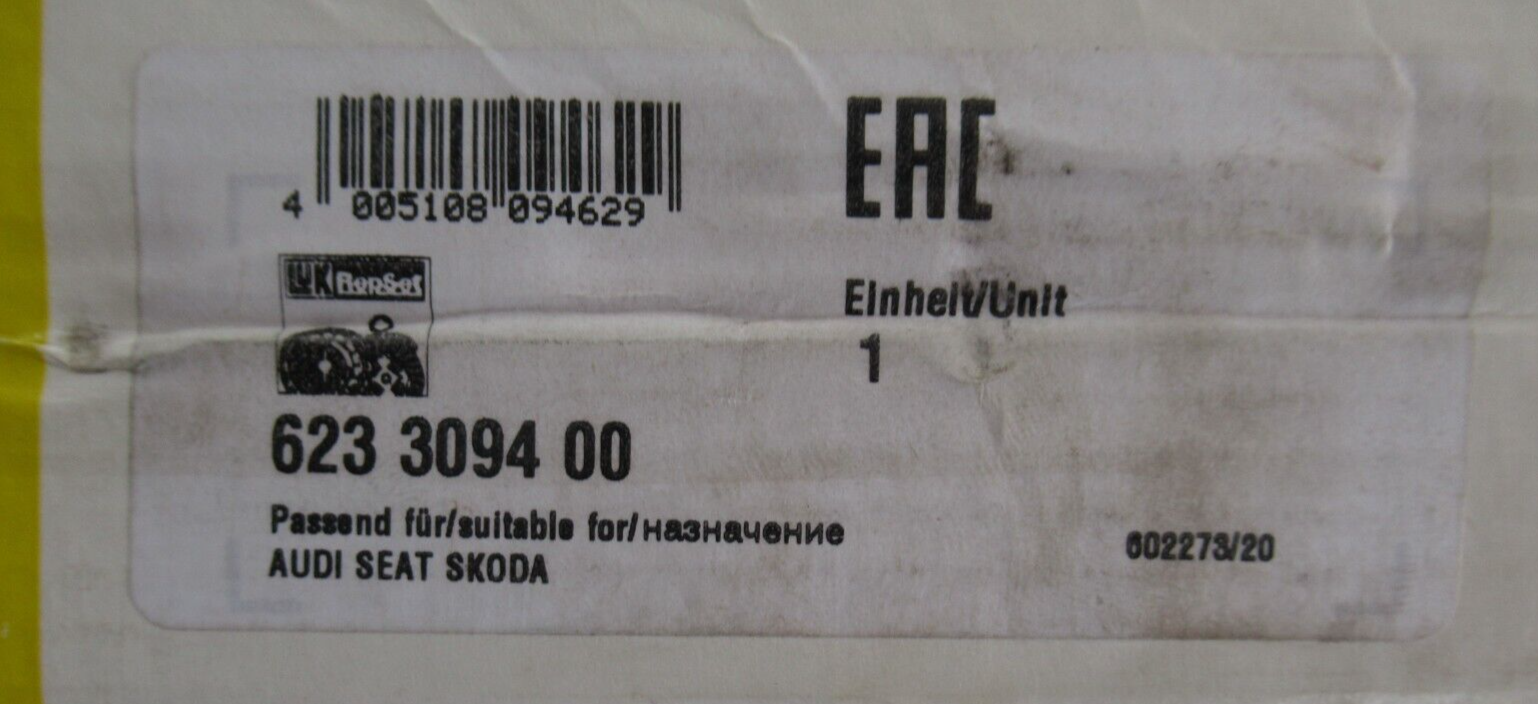 4 005108 094629
EAC
LuK RepSet
Einheit/Unit
1
623 3094 00
Passend für/suitable for/назначение
AUDI SEAT SKODA
602273/20